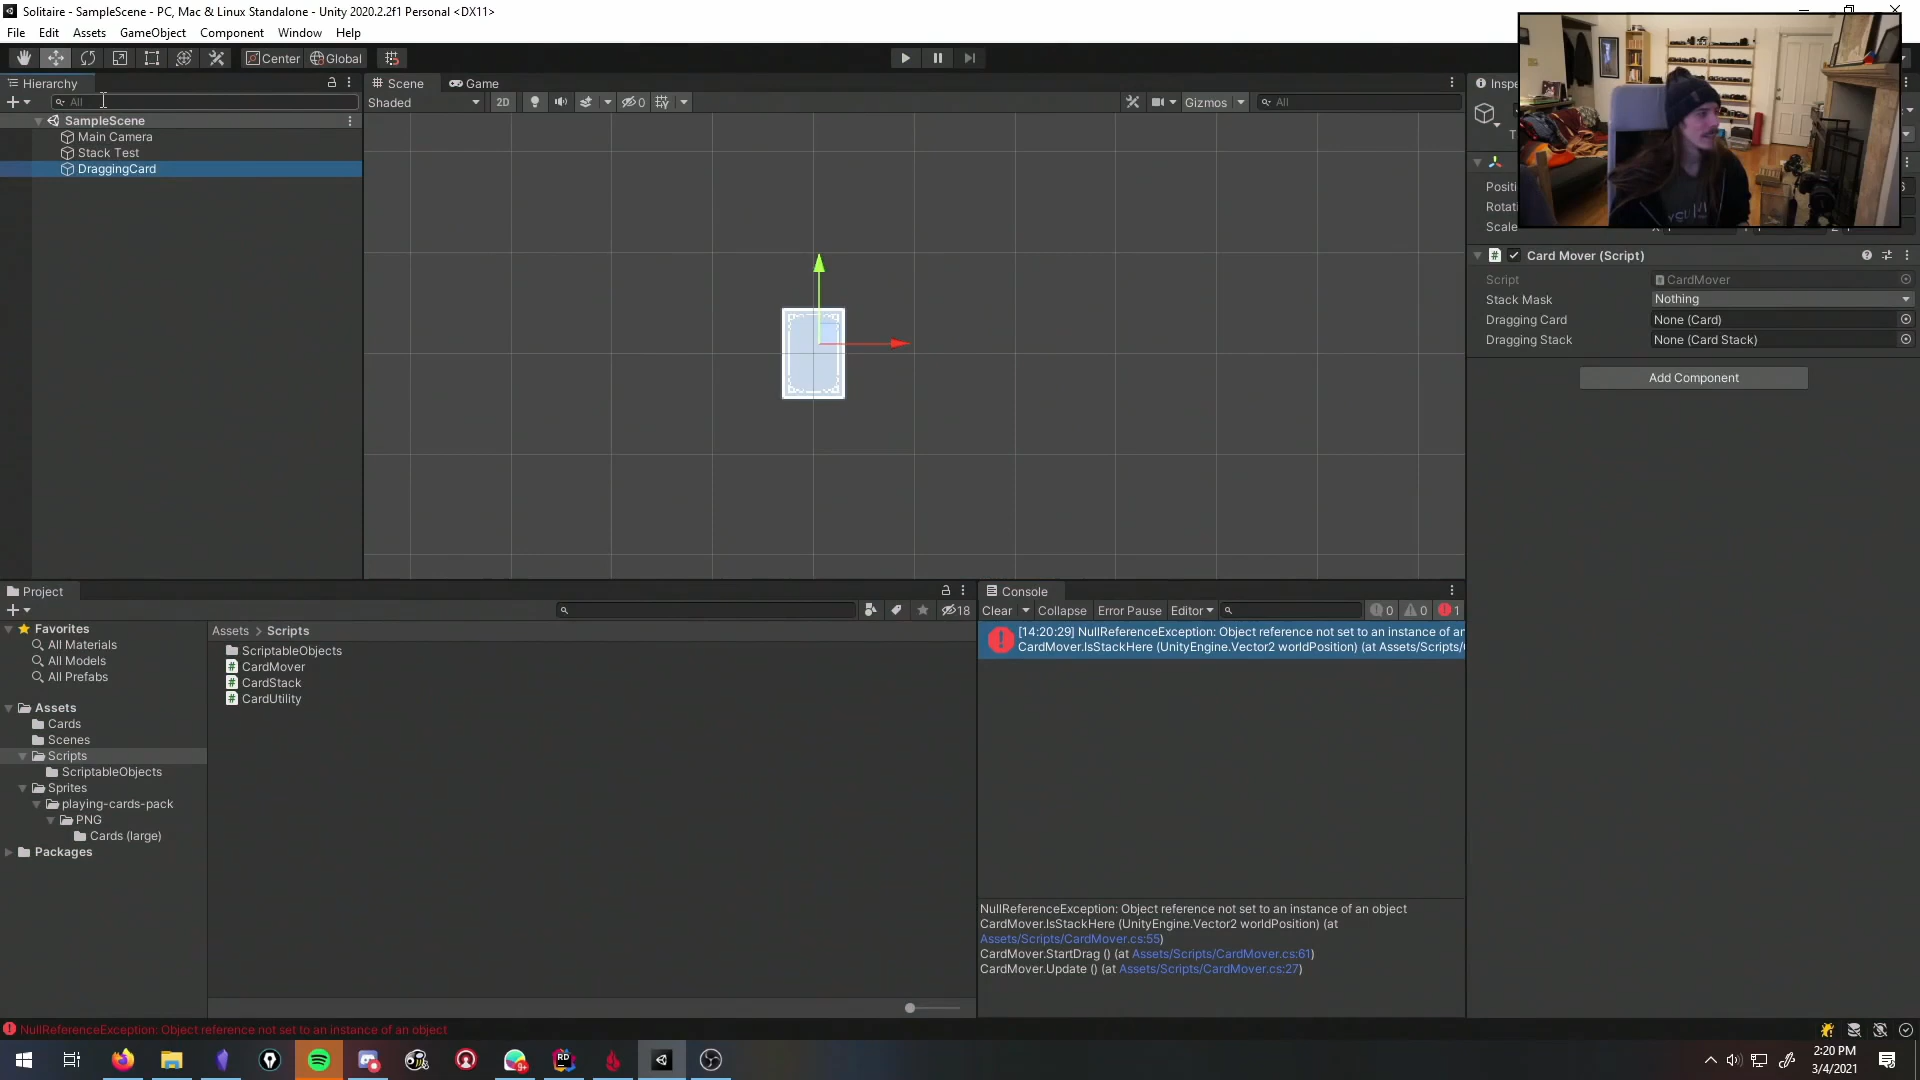 Solitaire - SampleScene - PC, Mac & Linux Standalone - Unity 2020.2.2f1 Personal <DX11>
File Edit Assets GameObject Component Window Help
Center Global
Hierarchy
All
SampleScene
Main Camera
Stack Test
DraggingCard
Scene Game
Shaded 2D 0 Gizmos All
Inspe
Positi
Rotati
Scale
Card Mover (Script)
Script CardMover
Stack Mask Nothing
Dragging Card None (Card)
Dragging Stack None (Card Stack)
Add Component
Project
18
Favorites
All Materials
All Models
All Prefabs
Assets
Cards
Scenes
Scripts
ScriptableObjects
Sprites
playing-cards-pack
PNG
Cards (large)
Packages
Assets > Scripts
ScriptableObjects
CardMover
CardStack
CardUtility
Console
Clear Collapse Error Pause Editor 0 0 1
[14:20:29] NullReferenceException: Object reference not set to an instance of an
CardMover.IsStackHere (UnityEngine.Vector2 worldPosition) (at Assets/Scripts/
NullReferenceException: Object reference not set to an instance of an object
CardMover.IsStackHere (UnityEngine.Vector2 worldPosition) (at
Assets/Scripts/CardMover.cs:55)
CardMover.StartDrag () (at Assets/Scripts/CardMover.cs:61)
CardMover.Update () (at Assets/Scripts/CardMover.cs:27)
NullReferenceException: Object reference not set to an instance of an object
9+
RD
2:20 PM
3/4/2021